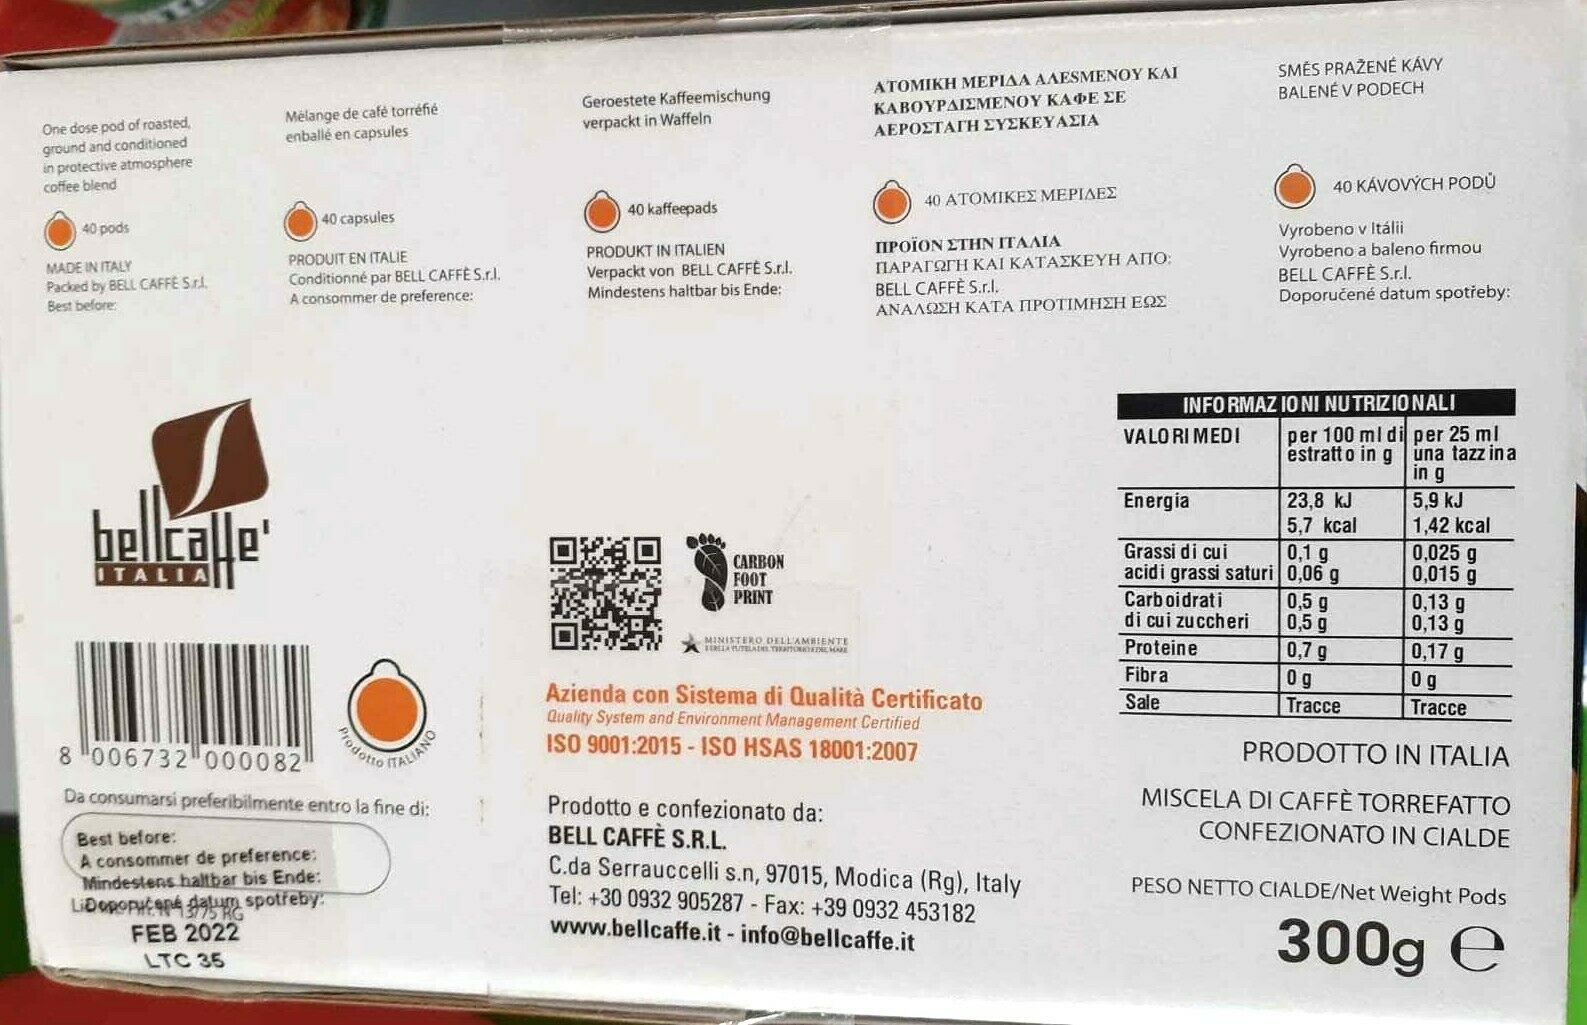 One dose pod of roasted,
ground and conditioned
in protective atmosphere
coffee blend
40 pods
MADE IN ITALY
Packed by BELL CAFFÈ S.r.l.
Best before:
Mélange de café torréfié
enballé en capsules
40 capsules
PRODUIT EN ITALIE
Conditionné par BELL CAFFÈ S.r.l.
A consommer de preference:
Geroestete Kaffeemischung
verpackt in Waffeln
40 kaffeepads
PRODUKT IN ITALIEN
Verpackt von BELL CAFFÈ S.r.l.
Mindestens haltbar bis Ende:
ΑΤΟΜΙΚΗ ΜΕΡΙΔΑ ΑΛΕSΜΕΝΟΥ ΚΑΙ
ΚΑΒΟΥΡΔΙΣΜΕΝΟΥ ΚΑΦΕ ΣΕ
ΑΕΡΟΣΤΑΓΗ ΣΥΣΚΕΥΑΣΙΑ
40 ΑΤΟΜΙΚΕΣ ΜΕΡΙΔΕΣ
ΠΡΟΪΟΝ ΣΤΗΝ ΙΤΑΛΙΑ
ΠΑΡΑΓΩΓΗ ΚΑΙ ΚΑΤΑΣΚΕΥΗ ΑΠΟ:
BELL CAFFÈ S.r.l.
ΑΝΑΛΩΣΗ ΚΑΤΑ ΠΡΟΤΙΜΗΣΗ ΕΩΣ
SMĚS PRAŽENÉ KÁVY
BALENÉ V PODECH
40 KÁVOVÝCH PODŮ
Vyrobeno v Itálii
Vyrobeno a baleno firmou
BELL CAFFÈ S.r.l.
Doporučené datum spotřeby:
bellcaffe'
ITALIA
8 006732 000082
Prodotto ITALIANO
Da consumarsi preferibilmente entro la fine di:
Best before:
A consommer de preference:
Mindestens haltbar bis Ende:
Doporučené datum spotřeby:
N°13775 RG
FEB 2022
LTC 35
CARBON
FOOT
PRINT
MINISTERO DELL'AMBIENTE
E DELLA TUTELA DEL TERRITORIO E DEL MARE
Azienda con Sistema di Qualità Certificato
Quality System and Environment Management Certified
ISO 9001:2015 - ISO HSAS 18001:2007
Prodotto e confezionato da:
BELL CAFFÈ S.R.L.
C.da Serrauccelli s.n, 97015, Modica (Rg), Italy
Tel: +30 0932 905287 - Fax: +39 0932 453182
www.bellcaffe.it - info@bellcaffe.it
INFORMAZIONI NUTRIZIONALI
VALORI MEDI per 100 ml di estratto in g per 25 ml una tazzina in g
Energia 23,8 kJ 5,9 kJ
5,7 kcal 1,42 kcal
Grassi di cui 0,1 g 0,025 g
acidi grassi saturi 0,06 g 0,015 g
Carboidrati 0,5 g 0,13 g
di cui zuccheri 0,5 g 0,13 g
Proteine 0,7 g 0,17 g
Fibra 0 g 0 g
Sale Tracce Tracce
PRODOTTO IN ITALIA
MISCELA DI CAFFÈ TORREFATTO
CONFEZIONATO IN CIALDE
PESO NETTO CIALDE/Net Weight Pods
300g e